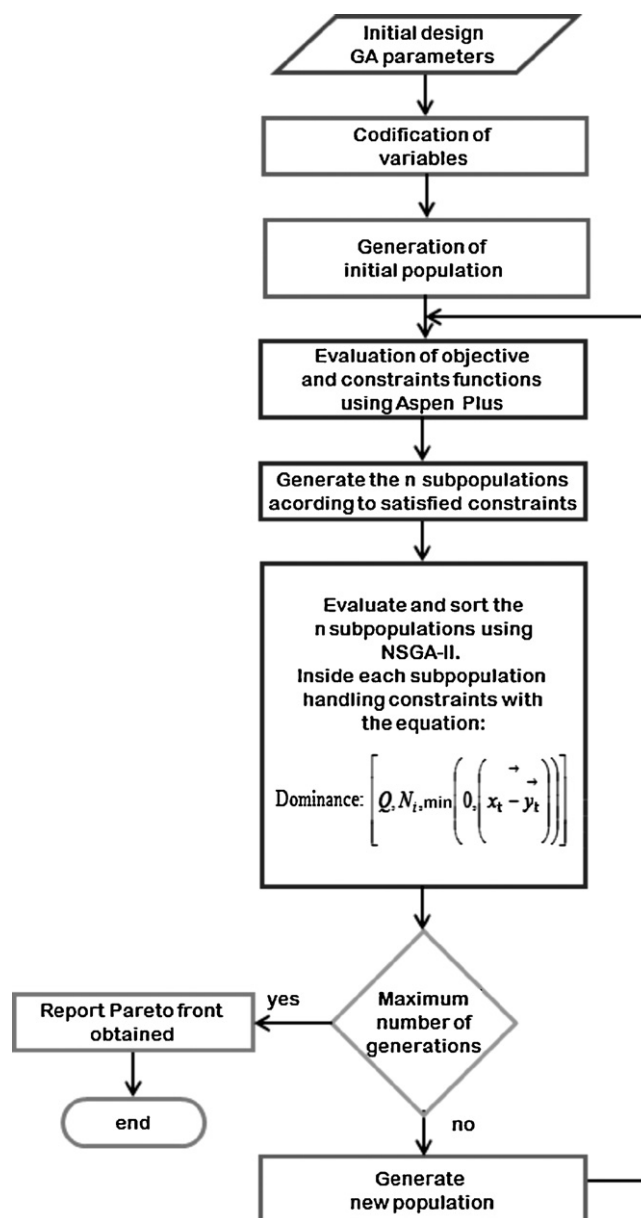 Initial design
GA parameters
Codification of
variables
Generation of
initial population
Evaluation of objective
and constraints functions
using Aspen Plus
Generate the n subpopulations
acording to satisfied constraints
Evaluate and sort the
n subpopulations using
NSGA-II.
Inside each subpopulation
handling constraints with
the equation:
Dominance: [Q, N_i, min(0, (x_t→ - y_t→))]
Maximum
number of
generations
yes
Report Pareto front
obtained
end
no
Generate
new population